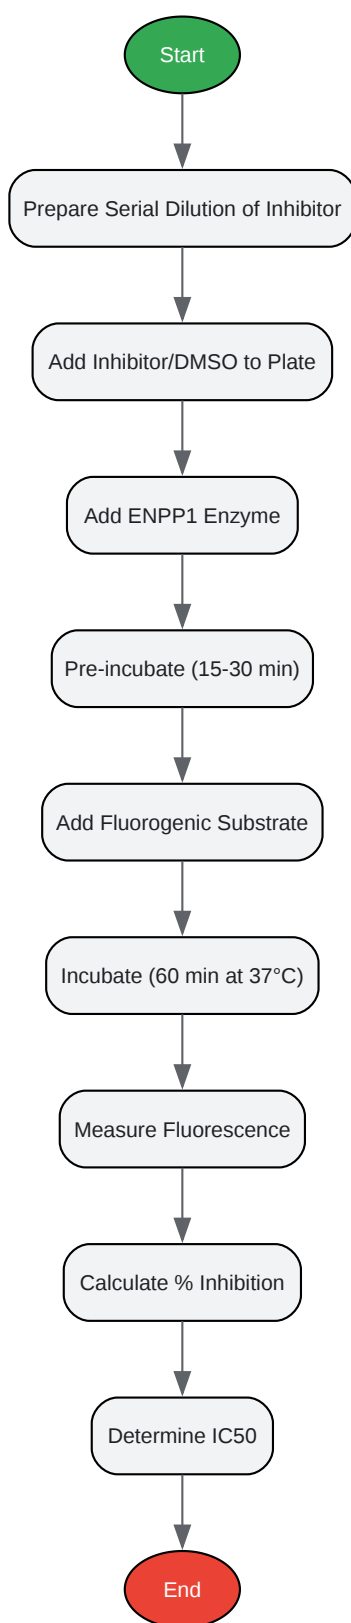 Start
Prepare Serial Dilution of Inhibitor
Add Inhibitor/DMSO to Plate
Add ENPP1 Enzyme
Pre-incubate (15-30 min)
Add Fluorogenic Substrate
Incubate (60 min at 37°C)
Measure Fluorescence
Calculate % Inhibition
Determine IC50
End